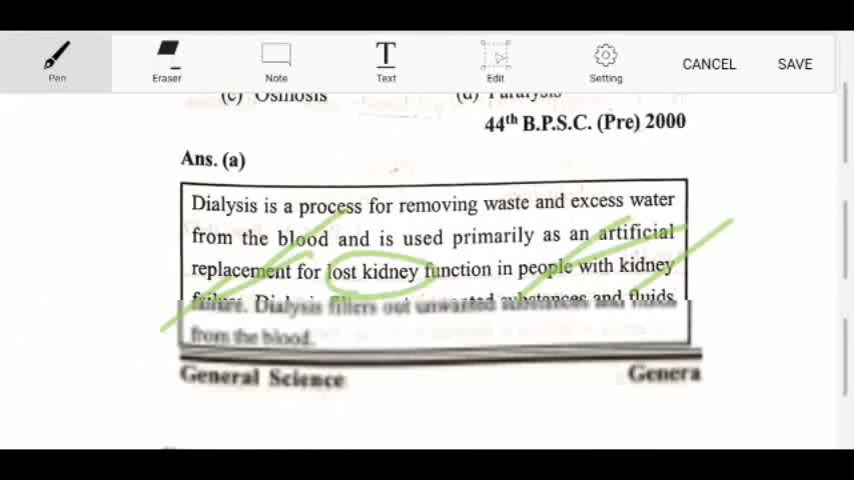 Pen
Eraser
Note
Text
Edit
Setting
CANCEL
SAVE
(c) Osmosis
(d) Paralysis
44th B.P.S.C. (Pre) 2000
Ans. (a)
Dialysis is a process for removing waste and excess water
from the blood and is used primarily as an artificial
replacement for lost kidney function in people with kidney
failure. Dialysis filters out unwanted substances and fluids
from the blood.
General Science
Genera